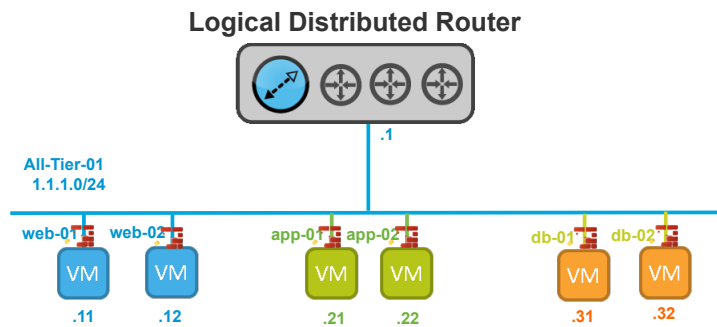 Logical Distributed Router
.1
All-Tier-01
1.1.1.0/24
web-01 web-02 app-01 app-02 db-01 db-02
VM VM VM VM VM VM
.11 .12 .21 .22 .31 .32